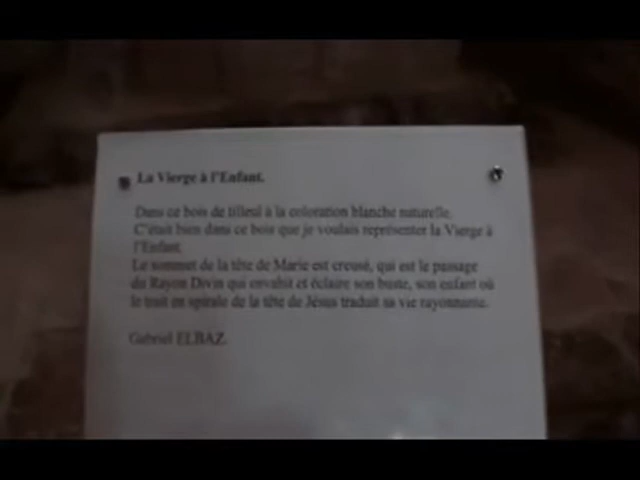 La Vierge à l'Enfant.
Dans ce bois de tilleul à la coloration blanche naturelle.
C'était bien dans ce bois que je voulais représenter la Vierge à
l'Enfant.
Le sommet de la tête de Marie est creusé, qui est le passage
du Rayon Divin qui envahit et éclaire son buste, son enfant où
le trait en spirale de la tête de Jésus traduit sa vie rayonnante.
Gabriel ELBAZ.